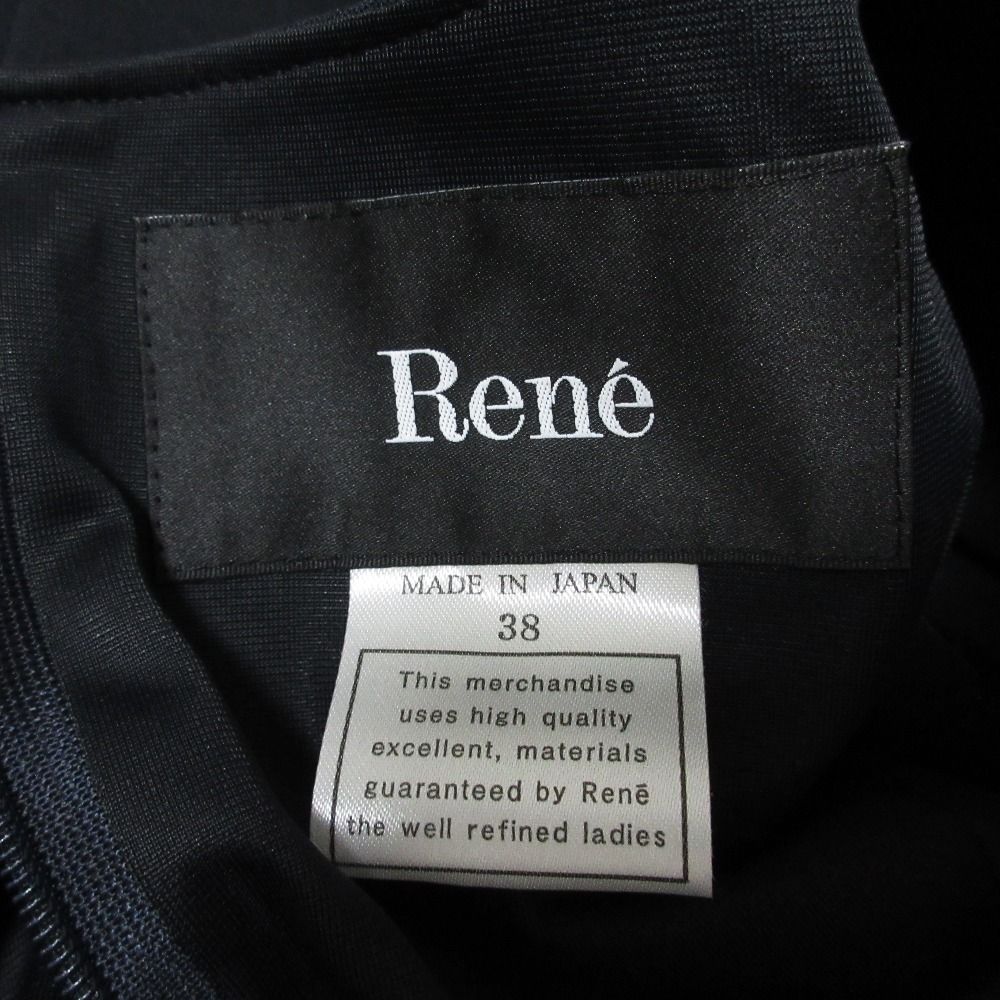 René
MADE IN JAPAN
38
This merchandise
uses high quality
excellent, materials
guaranteed by Renē
the well refined ladies